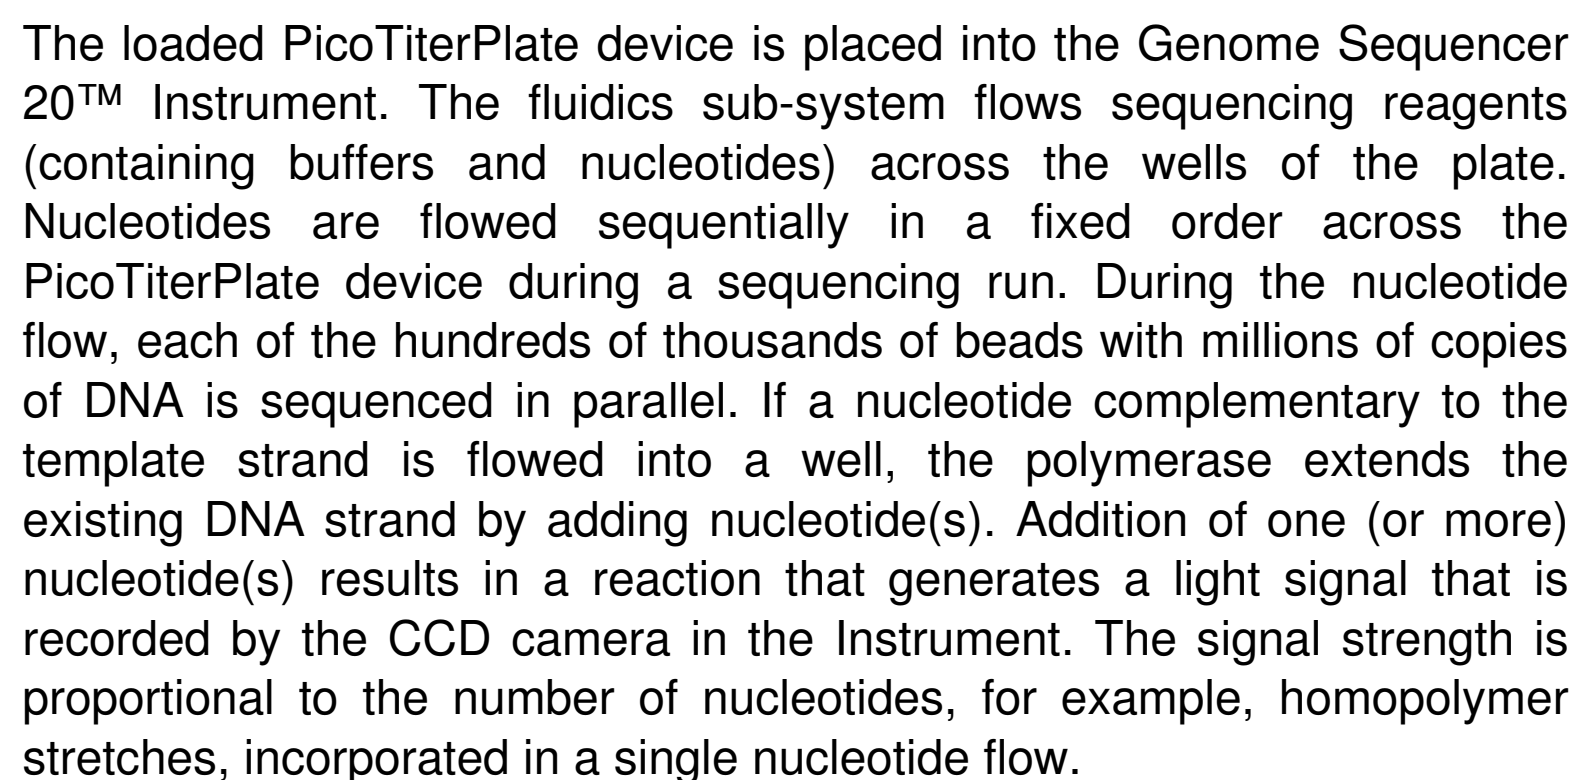 The loaded PicoTiterPlate device is placed into the Genome Sequencer
20™ Instrument. The fluidics sub-system flows sequencing reagents
(containing buffers and nucleotides) across the wells of the plate.
Nucleotides are flowed sequentially in a fixed order across the
PicoTiterPlate device during a sequencing run. During the nucleotide
flow, each of the hundreds of thousands of beads with millions of copies
of DNA is sequenced in parallel. If a nucleotide complementary to the
template strand is flowed into a well, the polymerase extends the
existing DNA strand by adding nucleotide(s). Addition of one (or more)
nucleotide(s) results in a reaction that generates a light signal that is
recorded by the CCD camera in the Instrument. The signal strength is
proportional to the number of nucleotides, for example, homopolymer
stretches, incorporated in a single nucleotide flow.